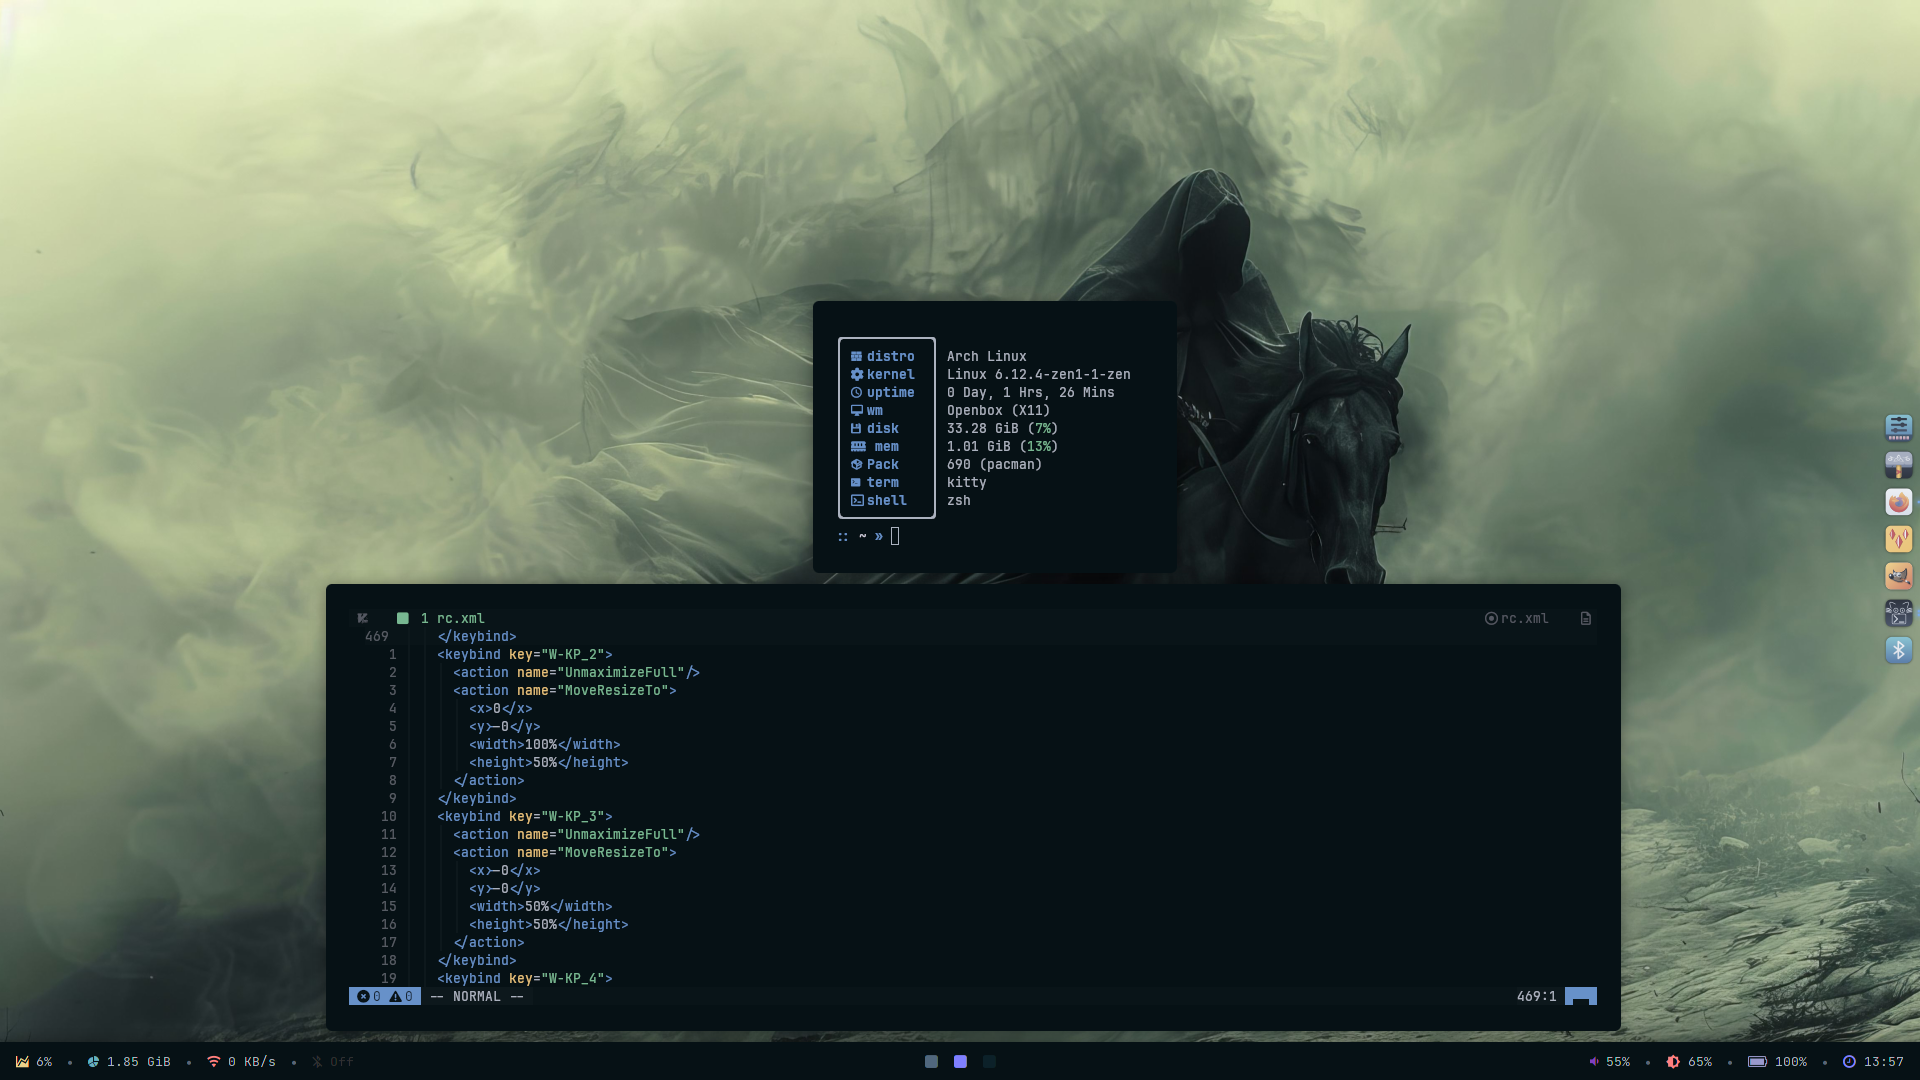 distro Arch Linux
kernel Linux 6.12.4-zen1-1-zen
uptime 0 Day, 1 Hrs, 26 Mins
wm Openbox (X11)
disk 33.28 GiB (7%)
mem 1.01 GiB (13%)
Pack 690 (pacman)
term kitty
shell zsh
:: ~ »
1 rc.xml rc.xml
469 </keybind>
1 <keybind key="W-KP_2">
2 <action name="UnmaximizeFull"/>
3 <action name="MoveResizeTo">
4 <x>0</x>
5 <y>-0</y>
6 <width>100%</width>
7 <height>50%</height>
8 </action>
9 </keybind>
10 <keybind key="W-KP_3">
11 <action name="UnmaximizeFull"/>
12 <action name="MoveResizeTo">
13 <x>-0</x>
14 <y>-0</y>
15 <width>50%</width>
16 <height>50%</height>
17 </action>
18 </keybind>
19 <keybind key="W-KP_4">
0 0 -- NORMAL -- 469:1
6% • 1.85 GiB • 0 KB/s • Off 55% • 65% • 100% • 13:57